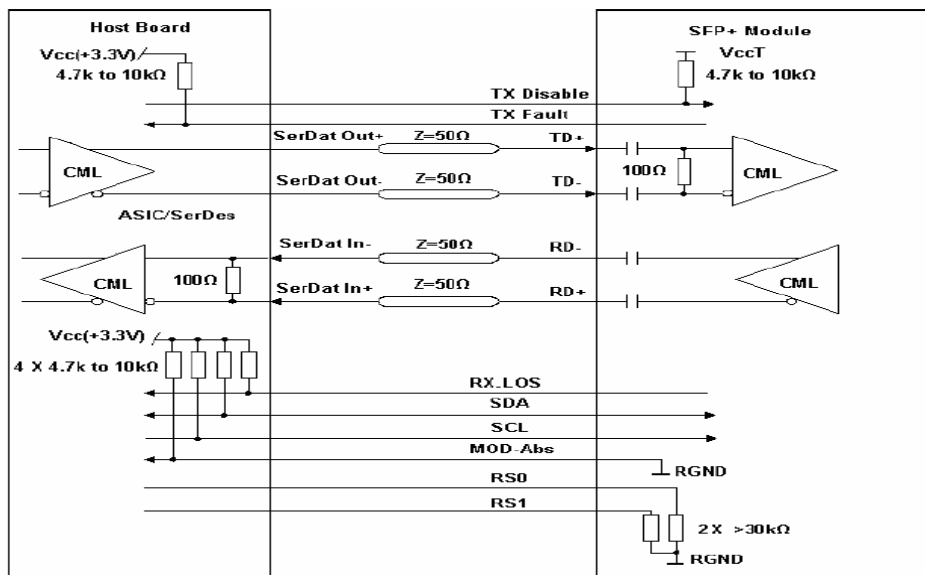 Host Board
SFP+ Module
Vcc(+3.3V)
4.7k to 10kΩ
VccT
4.7k to 10kΩ
TX Disable
TX Fault
SerDat Out+
Z=50Ω
TD+
CML
100Ω
CML
SerDat Out-
Z=50Ω
TD-
ASIC/SerDes
SerDat In-
Z=50Ω
RD-
CML
100Ω
SerDat In+
Z=50Ω
RD+
CML
Vcc(+3.3V)
4 X 4.7k to 10kΩ
RX.LOS
SDA
SCL
MOD-Abs
RGND
RS0
RS1
2 X >30kΩ
RGND